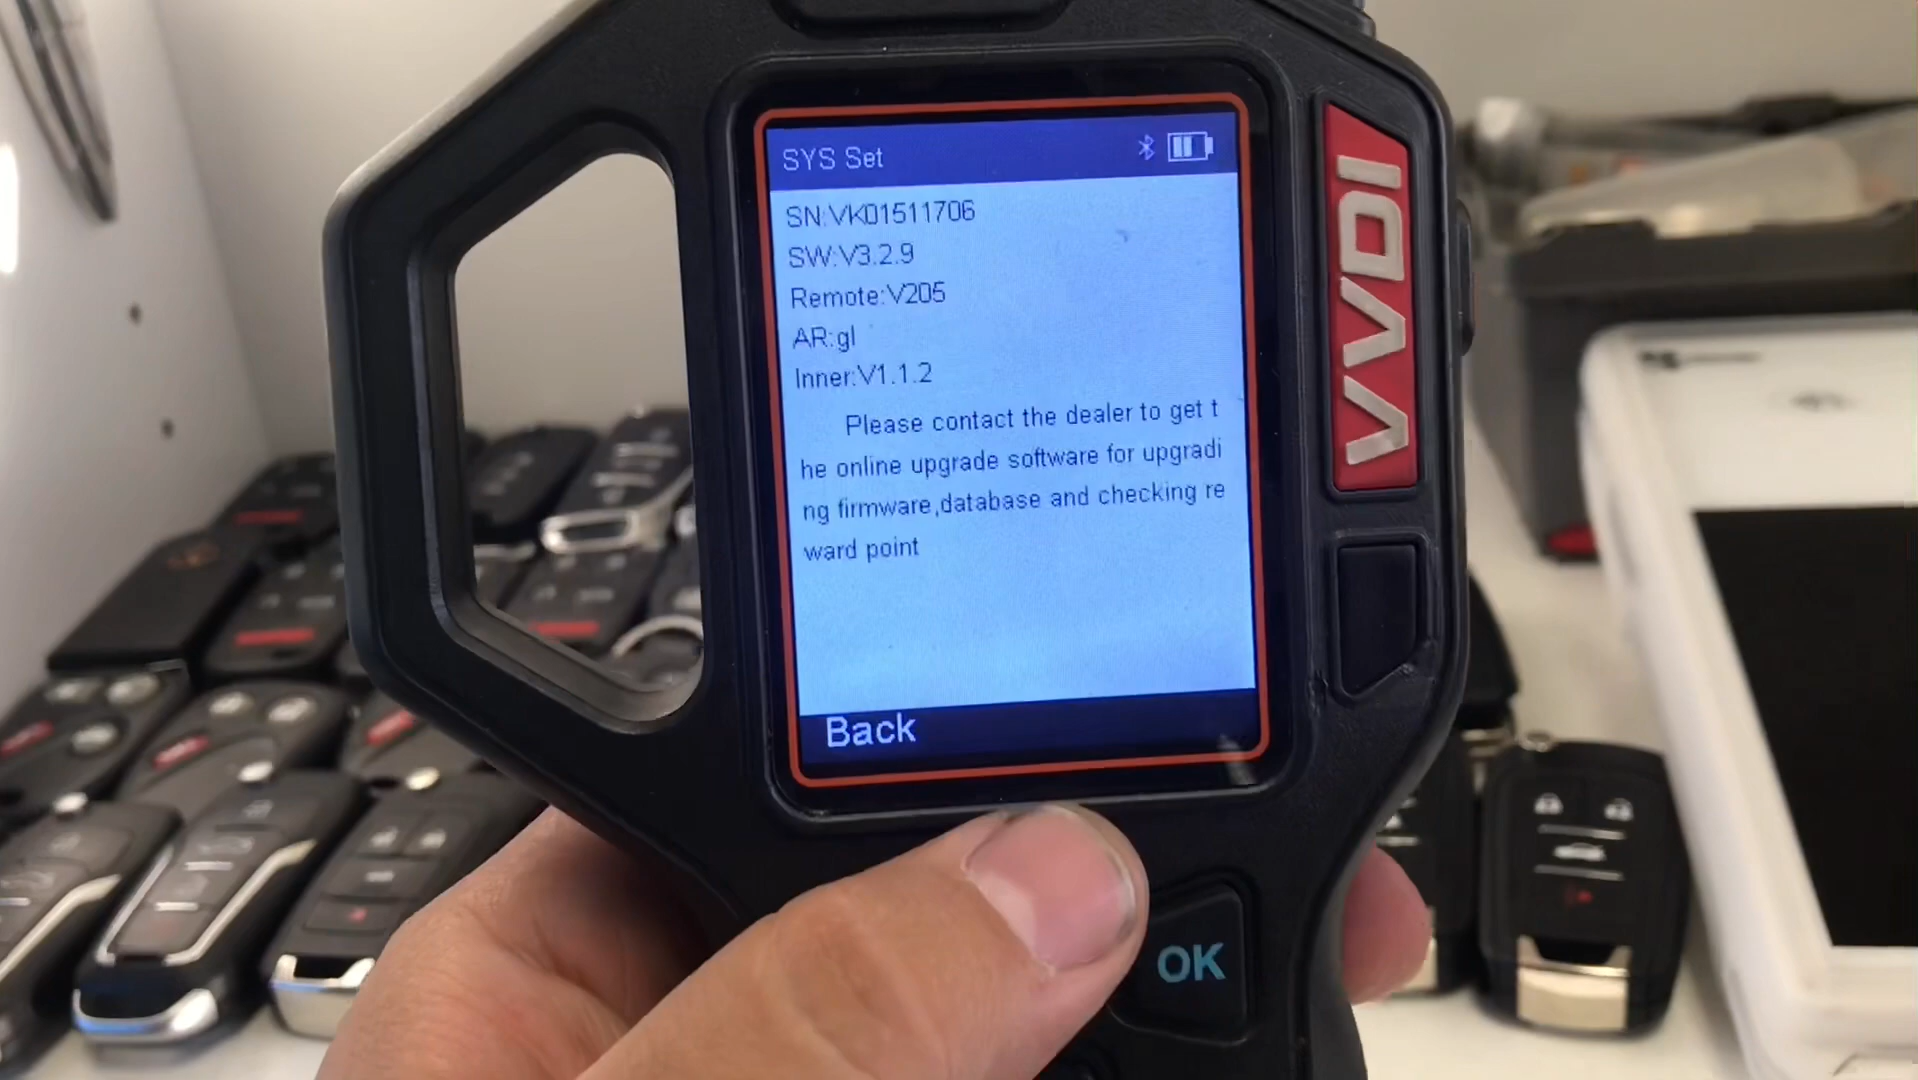 SYS Set
SN:VK01511706
SW:V3.2.9
Remote:V205
AR:gl
Inner:V1.1.2
Please contact the dealer to get t
he online upgrade software for upgradi
ng firmware,database and checking re
ward point
Back
VVDI
OK